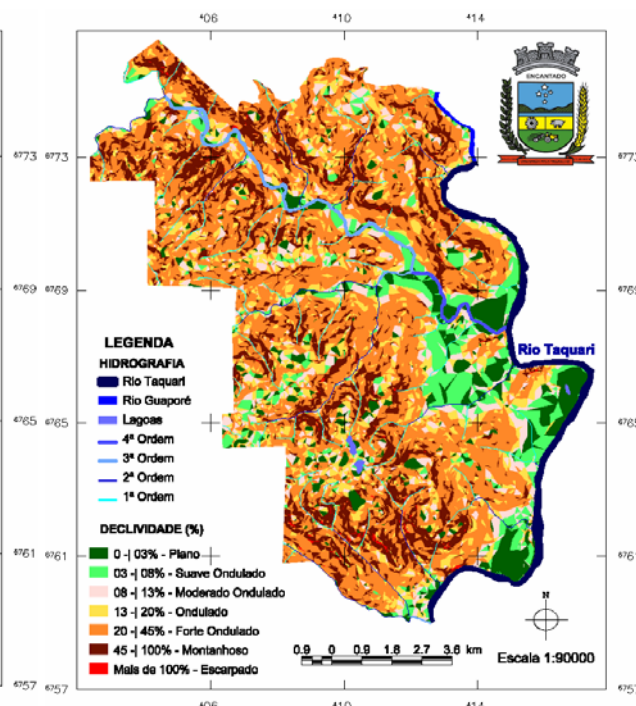 406 410 414
ENCANTADO
6773 6773
6769 6769
Rio Taquari
LEGENDA
HIDROGRAFIA
Rio Taquari
Rio Guaporé
Lagoas
4ª Ordem
3ª Ordem
2ª Ordem
1ª Ordem
6765 6765
DECLIVIDADE (%)
0 -| 03% - Plano
03 -| 08% - Suave Ondulado
08 -| 13% - Moderado Ondulado
13 -| 20% - Ondulado
20 -| 45% - Forte Ondulado
45 -| 100% - Montanhoso
Mais de 100% - Escarpado
6761 6761
N
0.9 0 0.9 1.8 2.7 3.6 km
Escala 1:90000
6757 6757
406 410 414